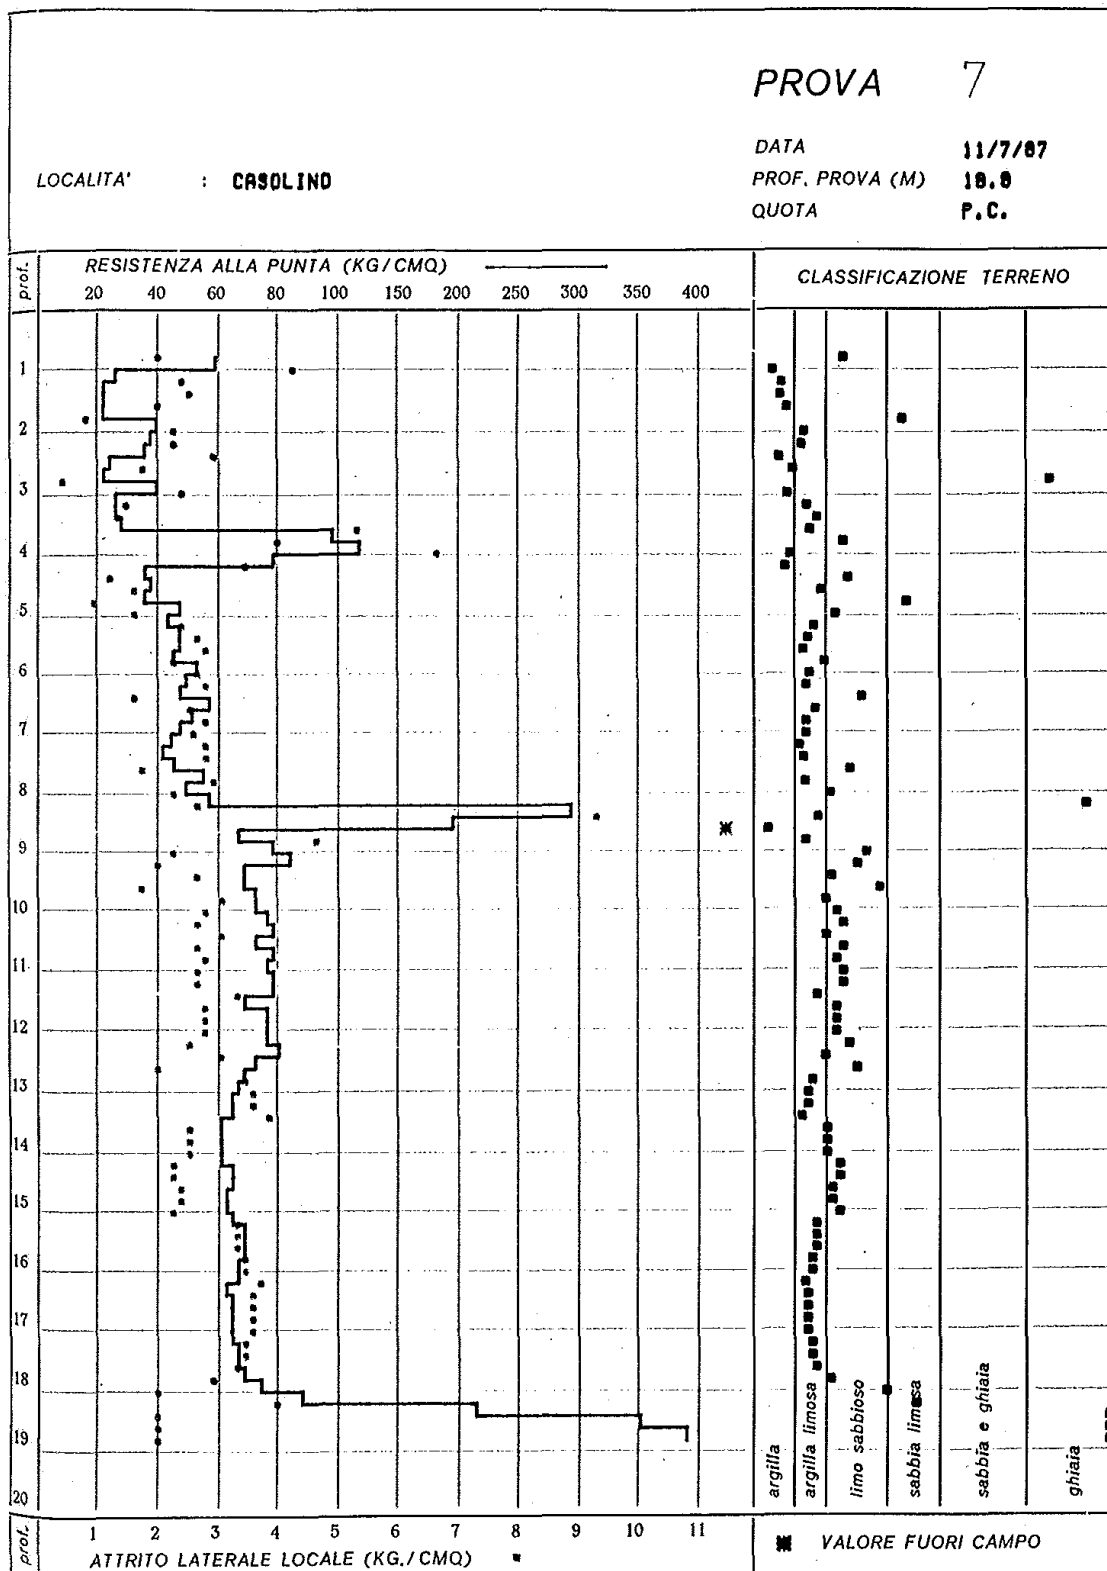 PROVA 7
DATA 11/7/87
LOCALITA' : CASOLINO
PROF. PROVA (M) 18.8
QUOTA P.C.
prof.
RESISTENZA ALLA PUNTA (KG/CMQ)
CLASSIFICAZIONE TERRENO
20 40 60 80 100 150 200 250 300 350 400
1
2
3
4
5
6
7
8
9
10
11
12
13
14
15
16
17
18
19
20
argilla
argilla limosa
limo sabbioso
sabbia limosa
sabbia e ghiaia
ghiaia
prof.
1 2 3 4 5 6 7 8 9 10 11
ATTRITO LATERALE LOCALE (KG./CMQ)
VALORE FUORI CAMPO